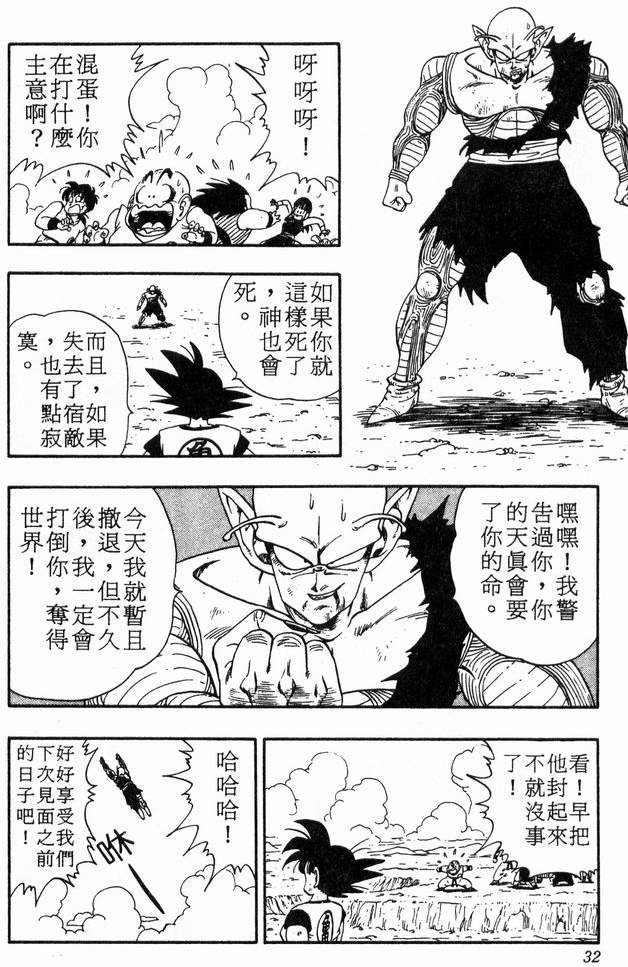 呀呀呀！
混蛋！你
在打什麼
主意啊？
如果你就
這樣死了
，神也會
死。
而且，如果
失去了宿敵
，也有點寂
寞。
嘿嘿！我警
告過你，你
的天真會要
了你的命。
今天我就暫且
撤退，但不久
後，我一定會
打倒你，奪得
世界！
看！早把
他封起來
不就沒事
了！
哈哈哈！
咻—
好好享受我們
下次見面之前
的日子吧！
龜
32